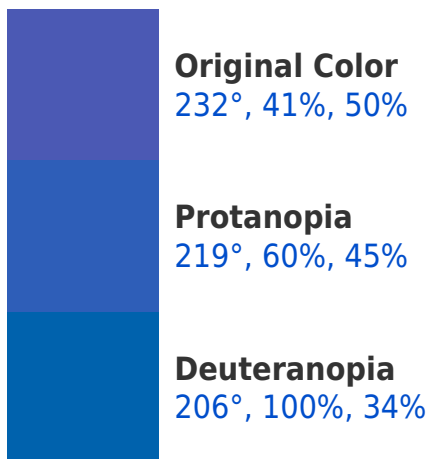 Original Color
232°, 41%, 50%
Protanopia
219°, 60%, 45%
Deuteranopia
206°, 100%, 34%